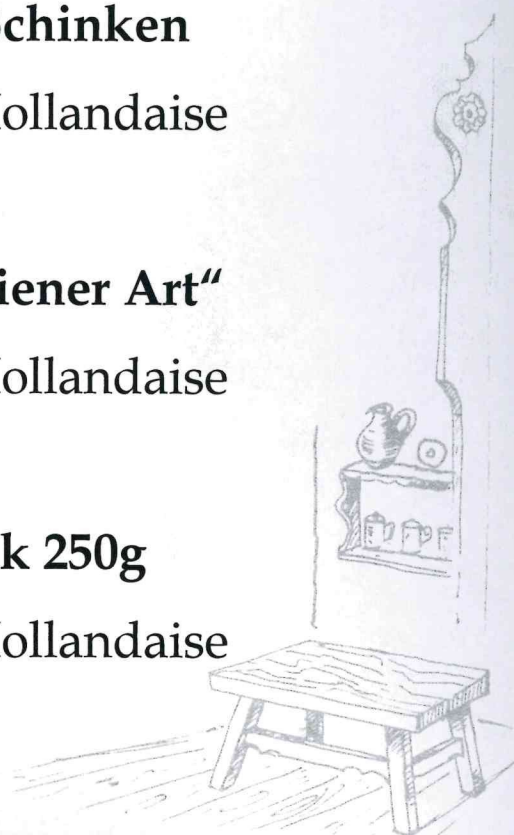 chinken
ollandaise
iener Art“
ollandaise
k 250g
ollandaise